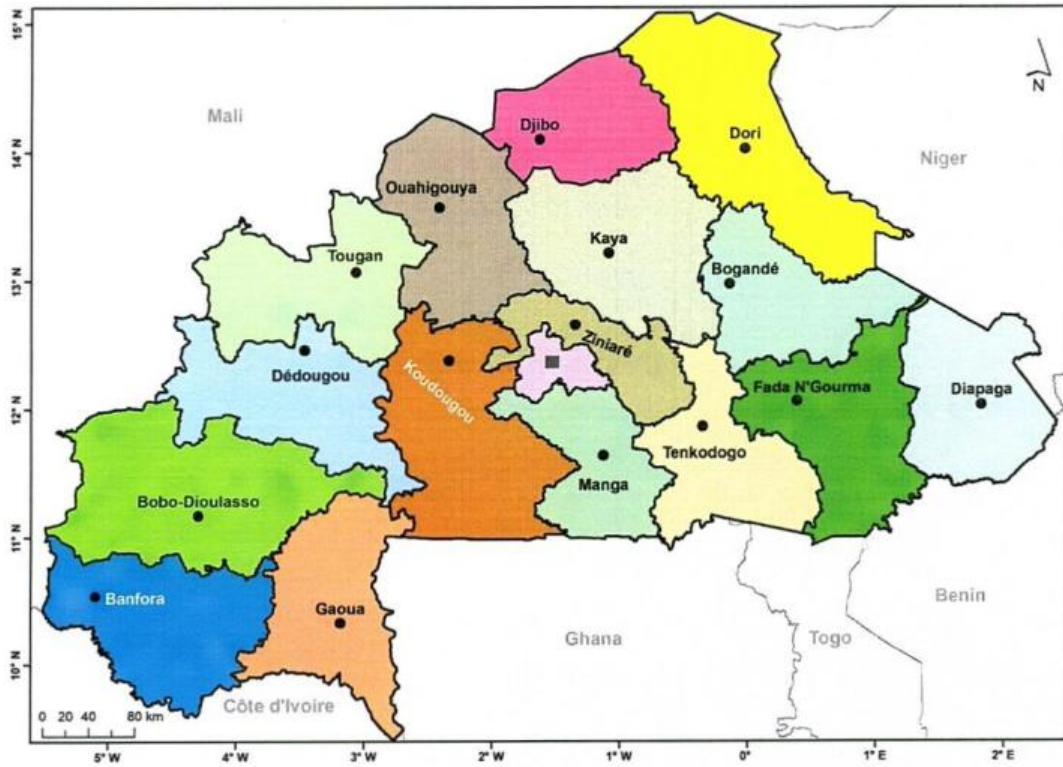 15° N
14° N
13° N
12° N
11° N
10° N
Mali
Niger
N
Djibo
Dori
Ouahigouya
Kaya
Tougan
Bogandé
Ziniaré
Dédougou
Koudougou
Fada N'Gourma
Diapaga
Tenkodogo
Manga
Bobo-Dioulasso
Banfora
Gaoua
Ghana
Togo
Benin
Côte d'Ivoire
0 20 40 80 km
5° W
4° W
3° W
2° W
1° W
0°
1° E
2° E